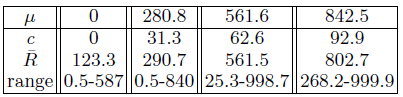 μ 0 280.8 561.6 842.5
c 0 31.3 62.6 92.9
R̄ 123.3 290.7 561.5 802.7
range 0.5-587 0.5-840 25.3-998.7 268.2-999.9